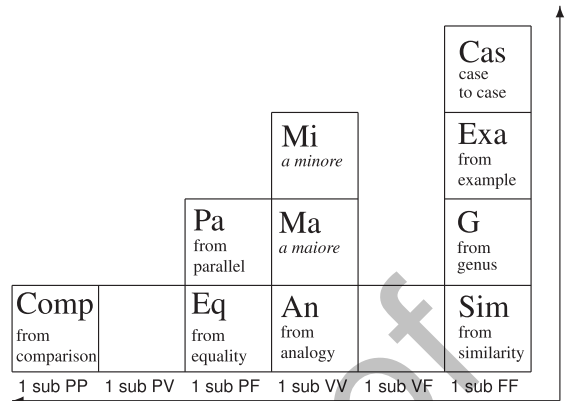 Cas
case
to case
Mi
a minore
Exa
from
example
Pa
from
parallel
Ma
a maiore
G
from
genus
Comp
from
comparison
Eq
from
equality
An
from
analogy
Sim
from
similarity
1 sub PP 1 sub PV 1 sub PF 1 sub VV 1 sub VF 1 sub FF
of